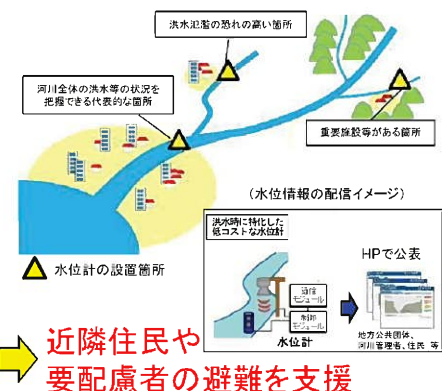 洪水氾濫の恐れの高い箇所
河川全体の洪水等の状況を
把握できる代表的な箇所
重要施設等がある箇所
(水位情報の配信イメージ)
洪水時に特化した
低コストな水位計
HPで公表
通信
モジュール
制御
モジュール
水位計
地方公共団体、
河川管理者、住民 等
水位計の設置箇所
近隣住民や
要配慮者の避難を支援